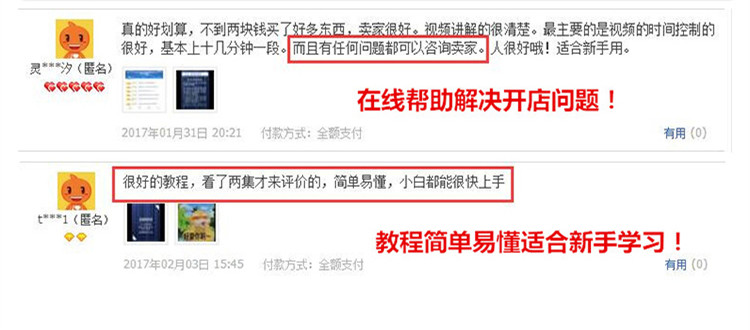 真的好划算，不到两块钱买了好多东西，卖家很好。视频讲解的很清楚。最主要的是视频的时间控制的
很好，基本上十几分钟一段。而且有任何问题都可以咨询卖家。人很好哦！适合新手用。
灵***汐（匿名）
在线帮助解决开店问题！
2017年01月31日 20:21 付款方式：全额支付 有用 (0)
很好的教程，看了两集才来评价的，简单易懂，小白都能很快上手
t***1（匿名）
教程简单易懂适合新手学习！
2017年02月03日 15:45 付款方式：全额支付 有用 (0)